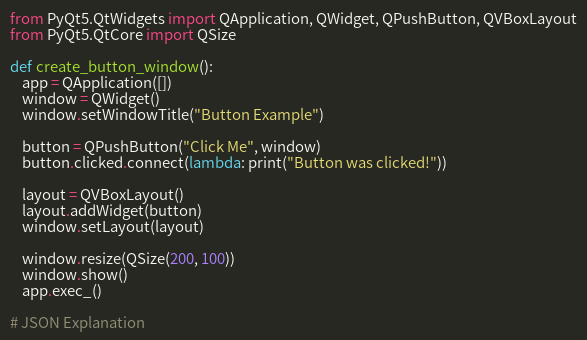 from PyQt5.QtWidgets import QApplication, QWidget, QPushButton, QVBoxLayout
from PyQt5.QtCore import QSize

def create_button_window():
    app = QApplication([])
    window = QWidget()
    window.setWindowTitle("Button Example")

    button = QPushButton("Click Me", window)
    button.clicked.connect(lambda: print("Button was clicked!"))

    layout = QVBoxLayout()
    layout.addWidget(button)
    window.setLayout(layout)

    window.resize(QSize(200, 100))
    window.show()
    app.exec_()

# JSON Explanation